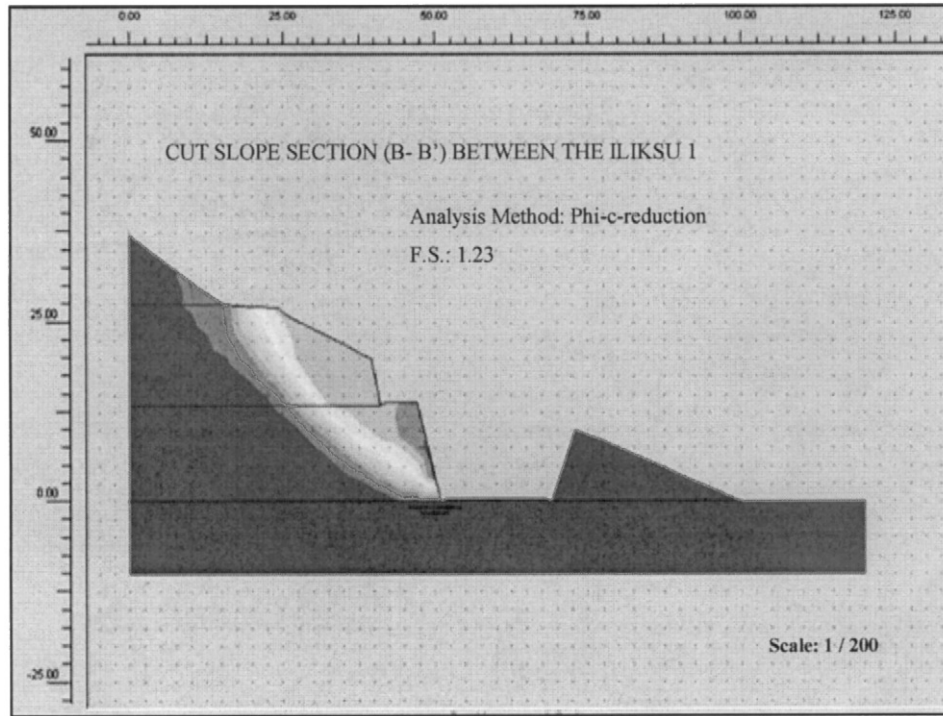 0.00 25.00 50.00 75.00 100.00 125.00
50.00
CUT SLOPE SECTION (B- B') BETWEEN THE ILIKSU 1
Analysis Method: Phi-c-reduction
F.S.: 1.23
25.00
0.00
Scale: 1 / 200
-25.00